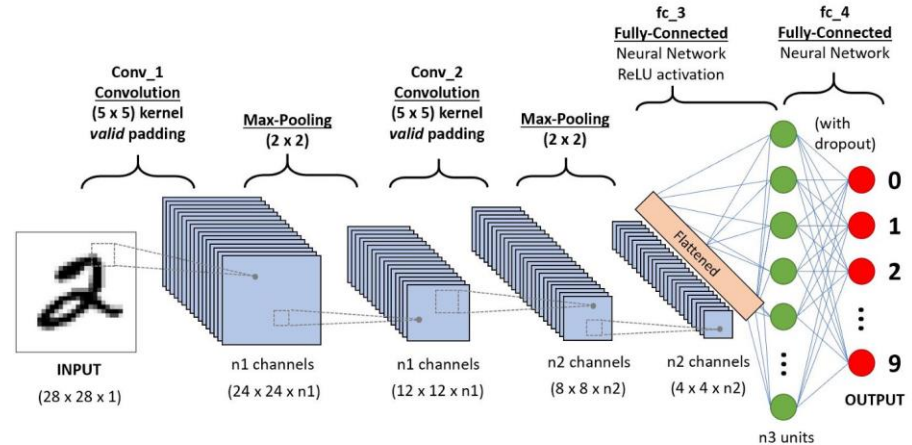 Conv_1
Convolution
(5 x 5) kernel
valid padding
Max-Pooling
(2 x 2)
Conv_2
Convolution
(5 x 5) kernel
valid padding
Max-Pooling
(2 x 2)
fc_3
Fully-Connected
Neural Network
ReLU activation
fc_4
Fully-Connected
Neural Network
(with
dropout)
Flattened
0
1
2
9
OUTPUT
2
INPUT
(28 x 28 x 1)
n1 channels
(24 x 24 x n1)
n1 channels
(12 x 12 x n1)
n2 channels
(8 x 8 x n2)
n2 channels
(4 x 4 x n2)
n3 units